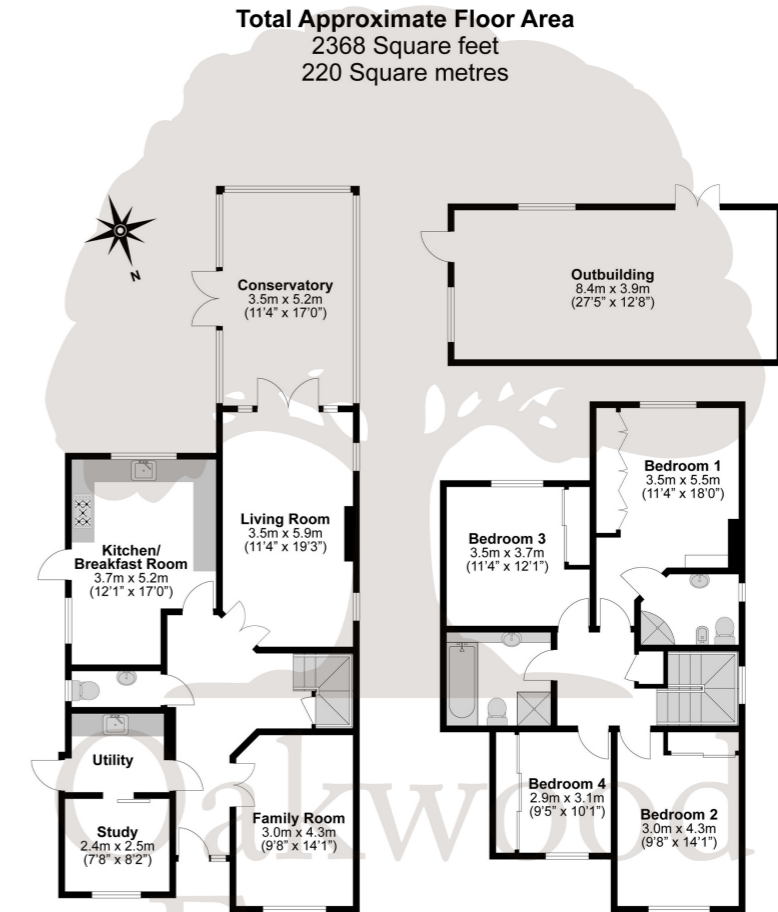 Total Approximate Floor Area
2368 Square feet
220 Square metres
N
Conservatory
3.5m x 5.2m
(11'4" x 17'0")
Outbuilding
8.4m x 3.9m
(27'5" x 12'8")
Kitchen/
Breakfast Room
3.7m x 5.2m
(12'1" x 17'0")
Living Room
3.5m x 5.9m
(11'4" x 19'3")
Bedroom 1
3.5m x 5.5m
(11'4" x 18'0")
Bedroom 3
3.5m x 3.7m
(11'4" x 12'1")
Utility
Study
2.4m x 2.5m
(7'8" x 8'2")
Family Room
3.0m x 4.3m
(9'8" x 14'1")
Bedroom 4
2.9m x 3.1m
(9'5" x 10'1")
Bedroom 2
3.0m x 4.3m
(9'8" x 14'1")
Oakwood